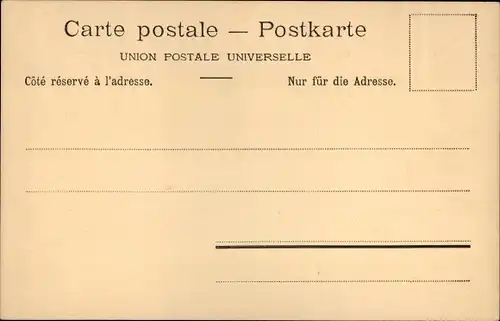 Carte postale — Postkarte
UNION POSTALE UNIVERSELLE
Côté réservé à l'adresse. Nur für die Adresse.